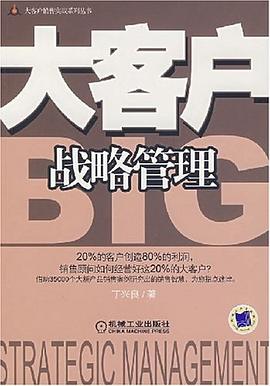 大客户销售实战系列丛书
大客户
BIG
战略管理
20%的客户创造80%的利润,
销售顾问如何经营好这20%的大客户?
丁兴良/著
机械工业出版社
CHINA MACHINE PRESS
STRATEGIC MANAGEMENT